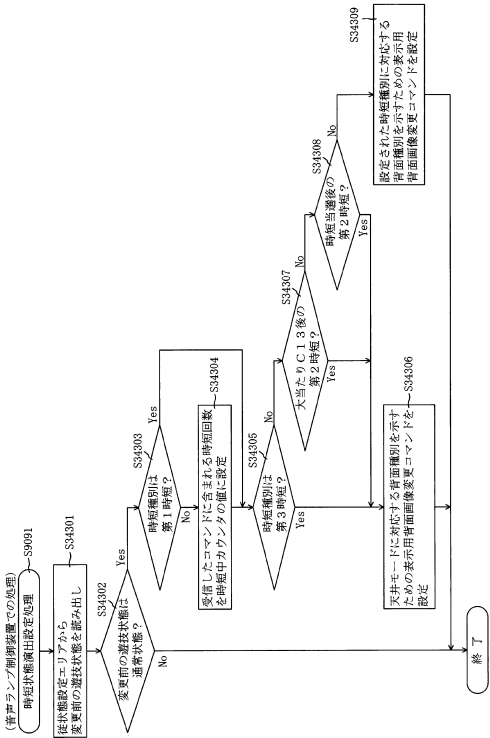 (音声ランプ制御装置での処理)
S9091
時短状態演出設定処理
S34301
従状態設定エリアから
変更前の遊技状態を読み出し
S34302
変更前の遊技状態は
通常状態?
Yes
No
S34303
時短種別は
第1時短?
Yes
No
S34304
受信したコマンドに含まれる時短回数
を時短中カウンタの値に設定
S34305
時短種別は
第3時短?
No
Yes
S34307
大当たりC13後の
第2時短?
No
Yes
S34308
時短当選後の
第2時短?
No
Yes
S34309
設定された時短種別に対応する
背面種別を示すための表示用
背面画像変更コマンドを設定
S34306
天井モードに対応する背面種別を示す
ための表示用背面画像変更コマンドを
設定
終了